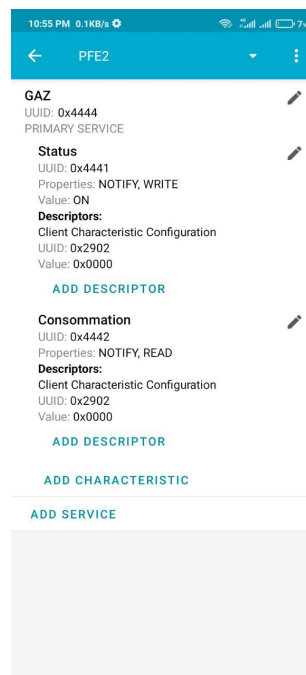 10:55 PM 0.1KB/s
PFE2
GAZ
UUID: 0x4444
PRIMARY SERVICE
Status
UUID: 0x4441
Properties: NOTIFY, WRITE
Value: ON
Descriptors:
Client Characteristic Configuration
UUID: 0x2902
Value: 0x0000
ADD DESCRIPTOR
Consommation
UUID: 0x4442
Properties: NOTIFY, READ
Descriptors:
Client Characteristic Configuration
UUID: 0x2902
Value: 0x0000
ADD DESCRIPTOR
ADD CHARACTERISTIC
ADD SERVICE